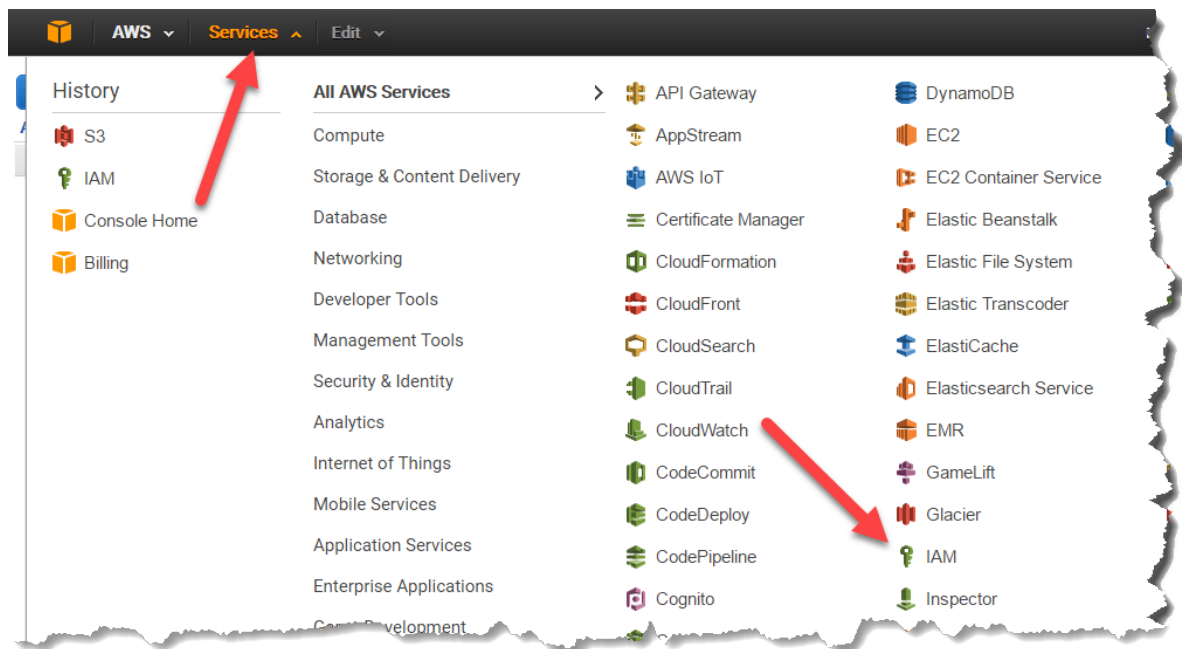 AWS Services Edit
History
S3
IAM
Console Home
Billing
All AWS Services
Compute
Storage & Content Delivery
Database
Networking
Developer Tools
Management Tools
Security & Identity
Analytics
Internet of Things
Mobile Services
Application Services
Enterprise Applications
API Gateway
AppStream
AWS IoT
Certificate Manager
CloudFormation
CloudFront
CloudSearch
CloudTrail
CloudWatch
CodeCommit
CodeDeploy
CodePipeline
Cognito
DynamoDB
EC2
EC2 Container Service
Elastic Beanstalk
Elastic File System
Elastic Transcoder
ElastiCache
Elasticsearch Service
EMR
GameLift
Glacier
IAM
Inspector